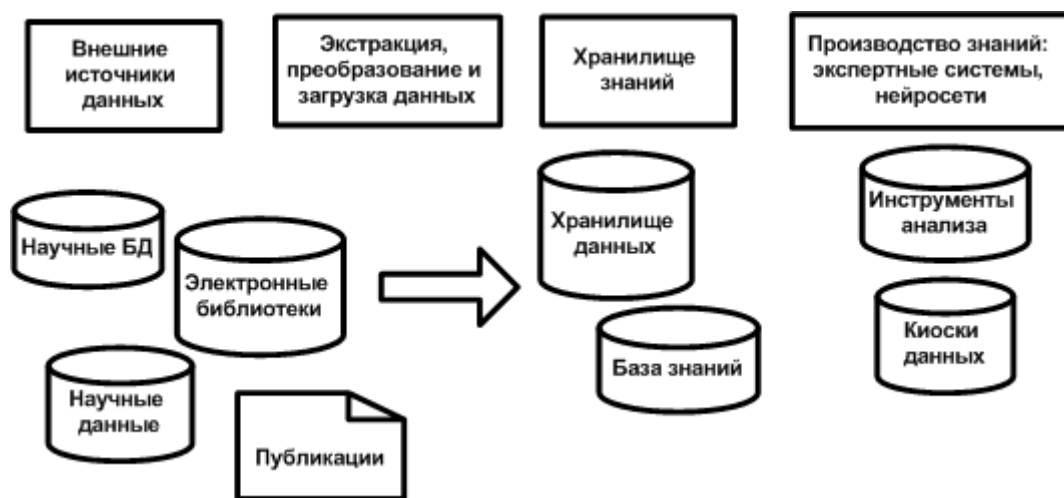 Внешние
источники
данных
Экстракция,
преобразование и
загрузка данных
Хранилище
знаний
Производство знаний:
экспертные системы,
нейросети
Научные БД
Электронные
библиотеки
Научные
данные
Публикации
Хранилище
данных
База знаний
Инструменты
анализа
Киоски
данных